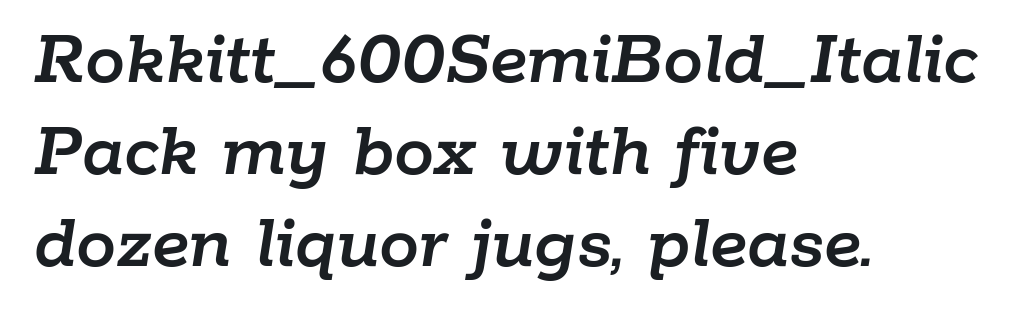 Rokkitt_600SemiBold_Italic
Pack my box with five
dozen liquor jugs, please.